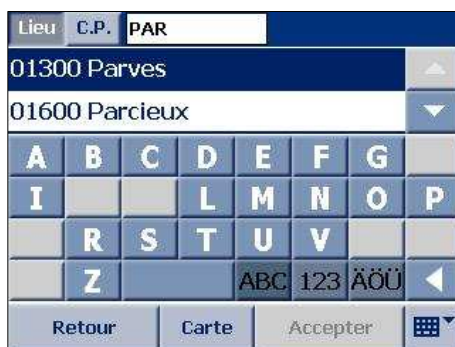 Lieu C.P. PAR
01300 Parves
01600 Parcieux
A B C D E F G
I L M N O P
R S T U V
Z ABC 123 ÄÖÜ
Retour Carte Accepter